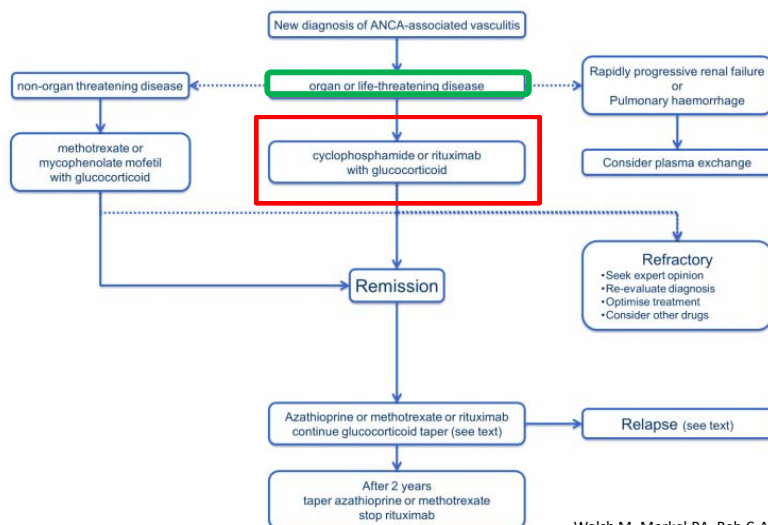 New diagnosis of ANCA-associated vasculitis
non-organ threatening disease
organ or life-threatening disease
Rapidly progressive renal failure
or
Pulmonary haemorrhage
methotrexate or
mycophenolate mofetil
with glucocorticoid
cyclophosphamide or rituximab
with glucocorticoid
Consider plasma exchange
Refractory
•Seek expert opinion
•Re-evaluate diagnosis
•Optimise treatment
•Consider other drugs
Remission
Azathioprine or methotrexate or rituximab
continue glucocorticoid taper (see text)
Relapse (see text)
After 2 years
taper azathioprine or methotrexate
stop rituximab